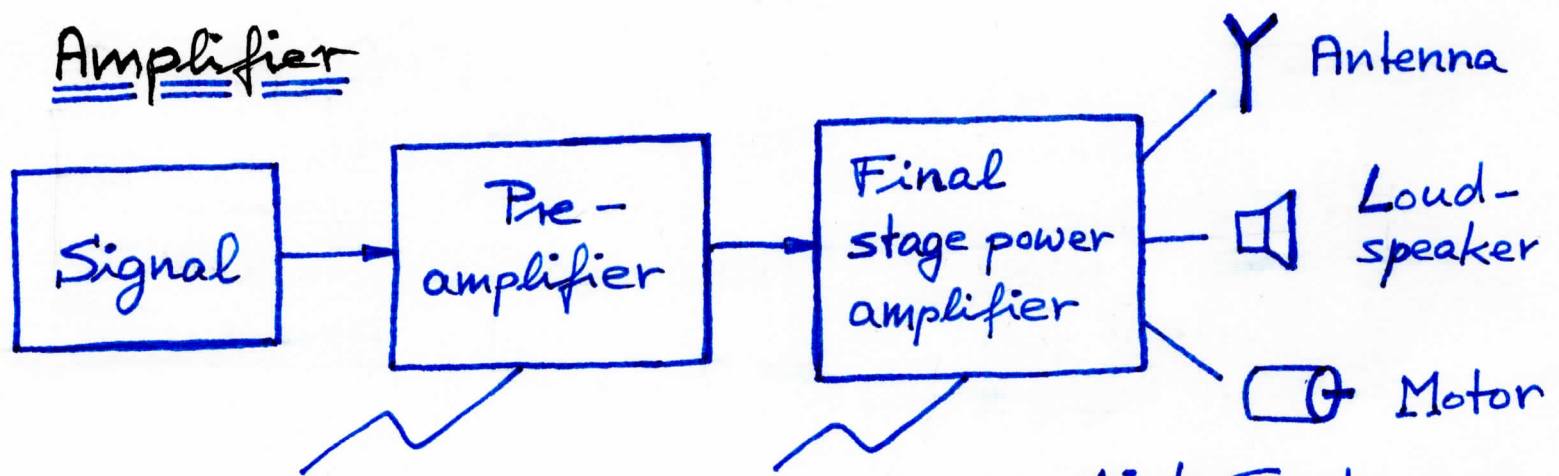 Amplifier
Signal
Pre-
amplifier
Final
stage power
amplifier
Antenna
Loud-
speaker
Motor